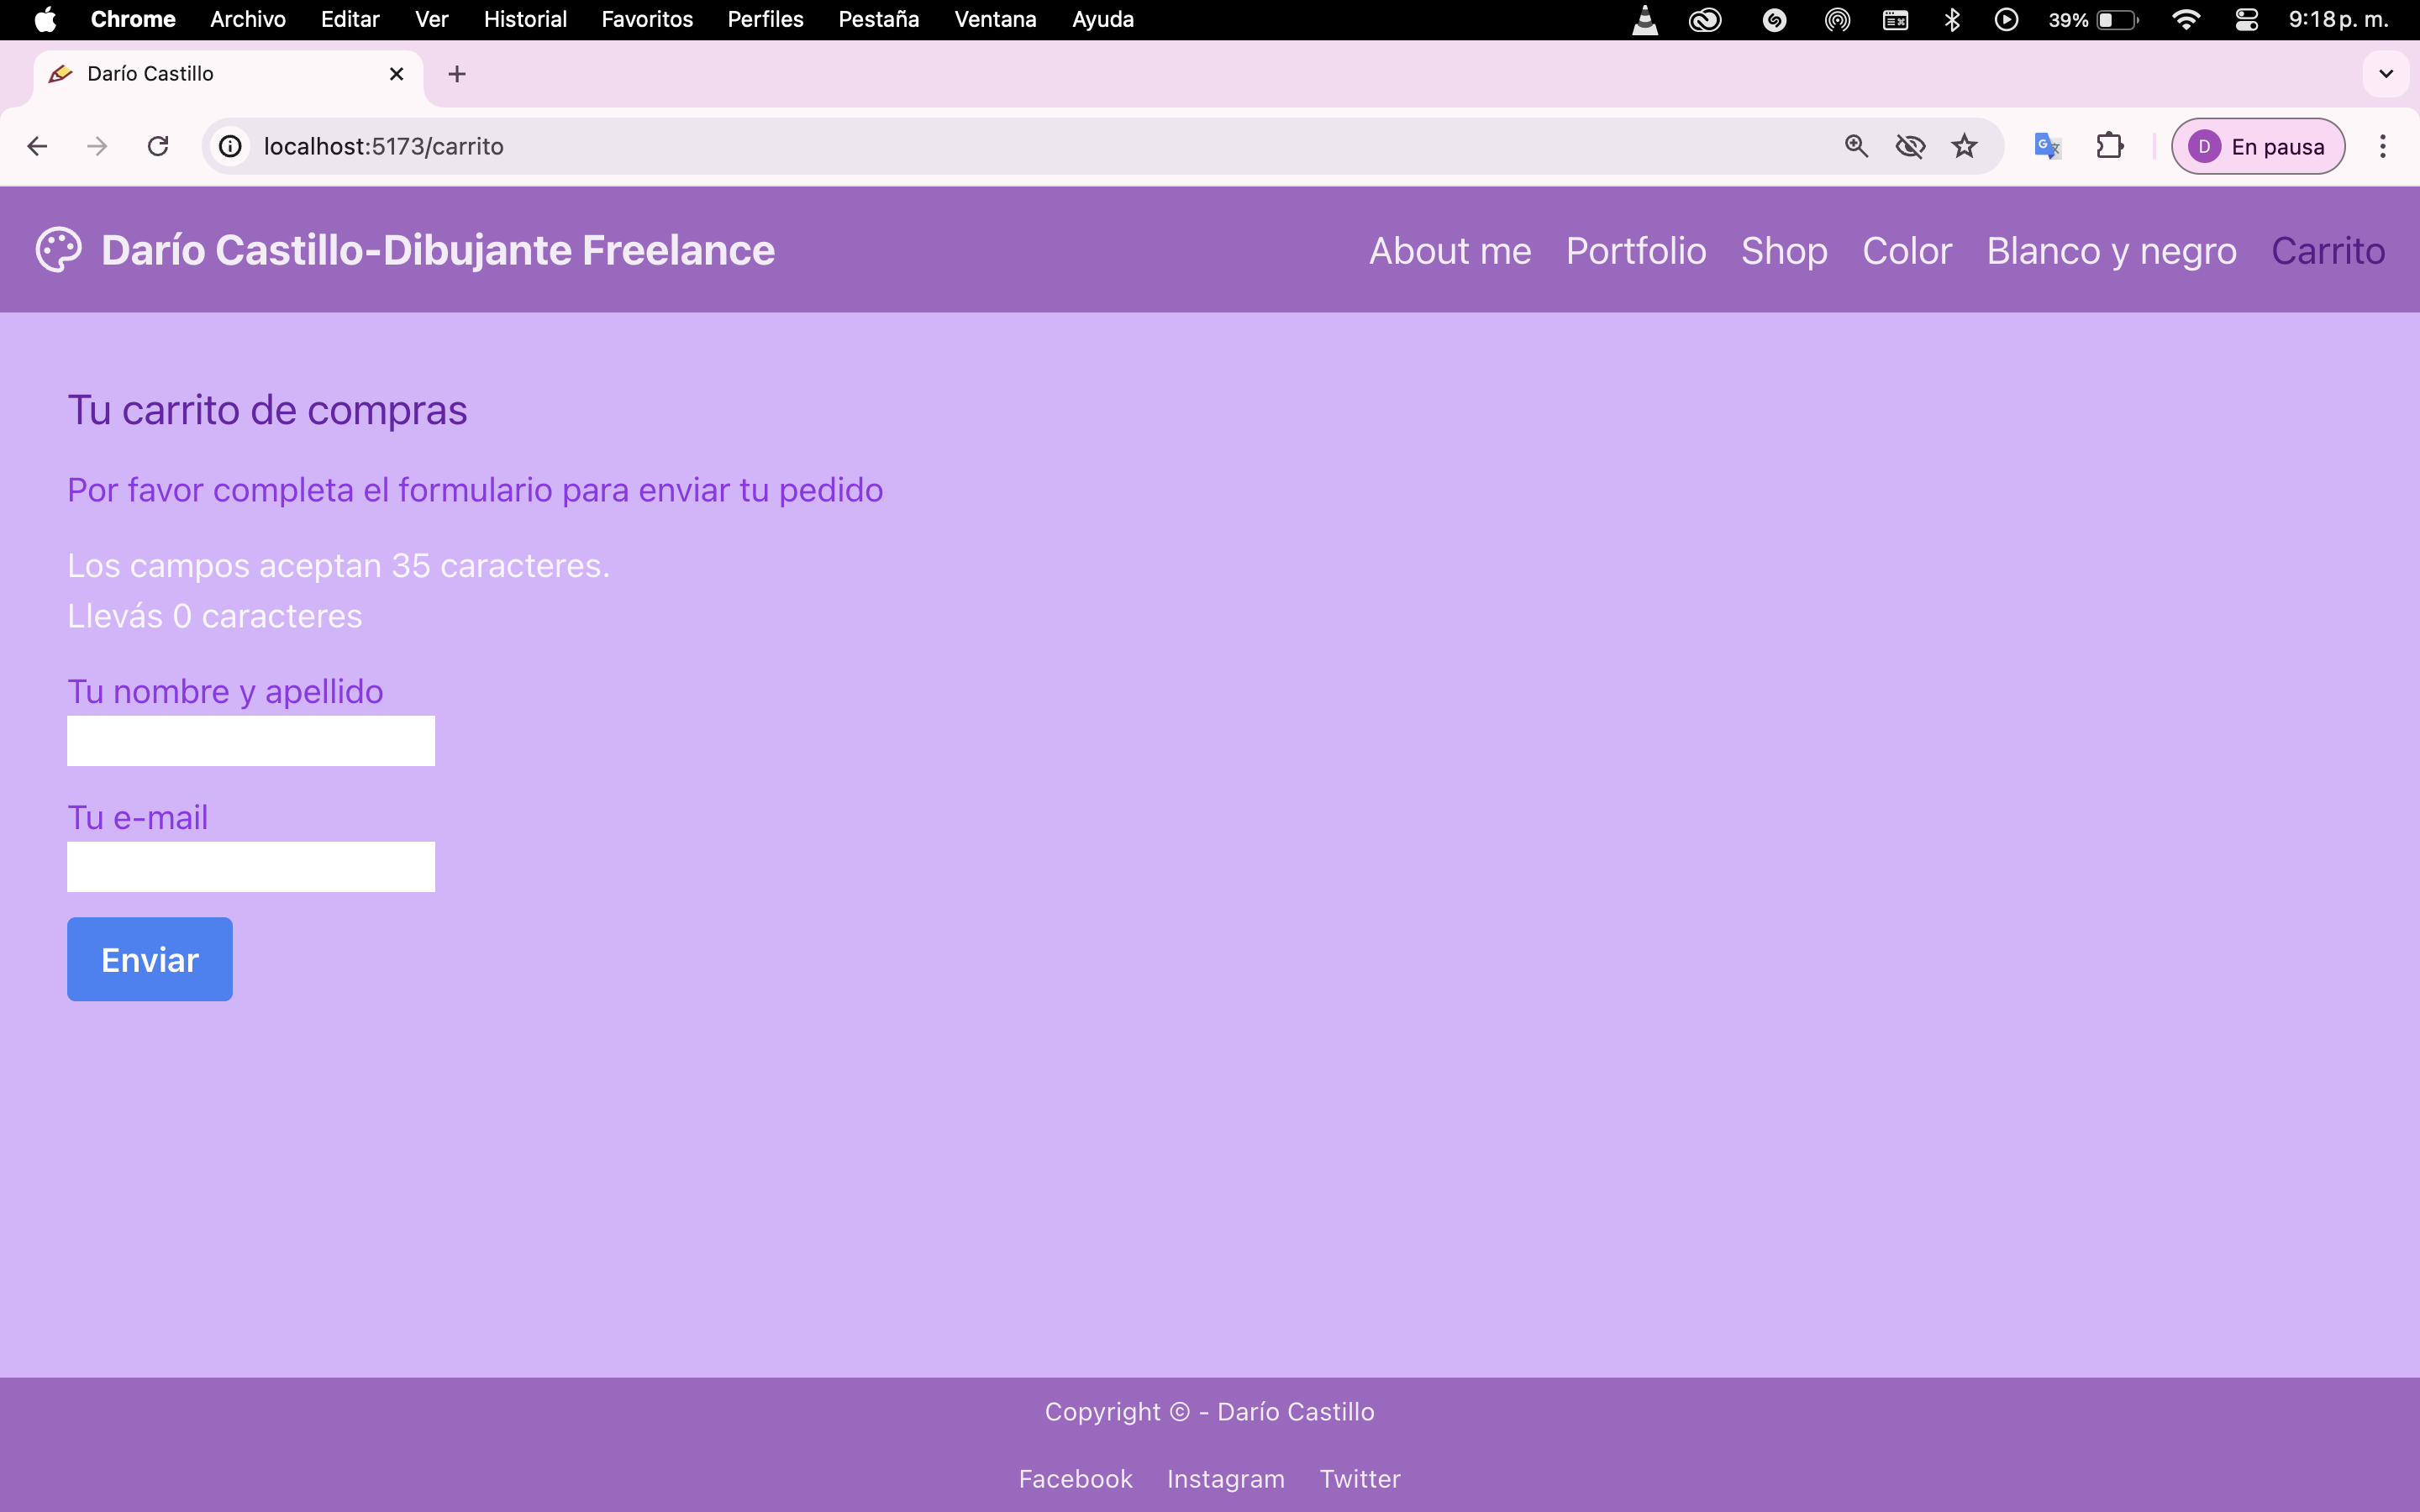 Chrome Archivo Editar Ver Historial Favoritos Perfiles Pestaña Ventana Ayuda 39% 9:18 p. m.
Darío Castillo
localhost:5173/carrito D En pausa
Darío Castillo-Dibujante Freelance About me Portfolio Shop Color Blanco y negro Carrito
Tu carrito de compras
Por favor completa el formulario para enviar tu pedido
Los campos aceptan 35 caracteres.
Llevás 0 caracteres
Tu nombre y apellido
Tu e-mail
Enviar
Copyright © - Darío Castillo
Facebook Instagram Twitter